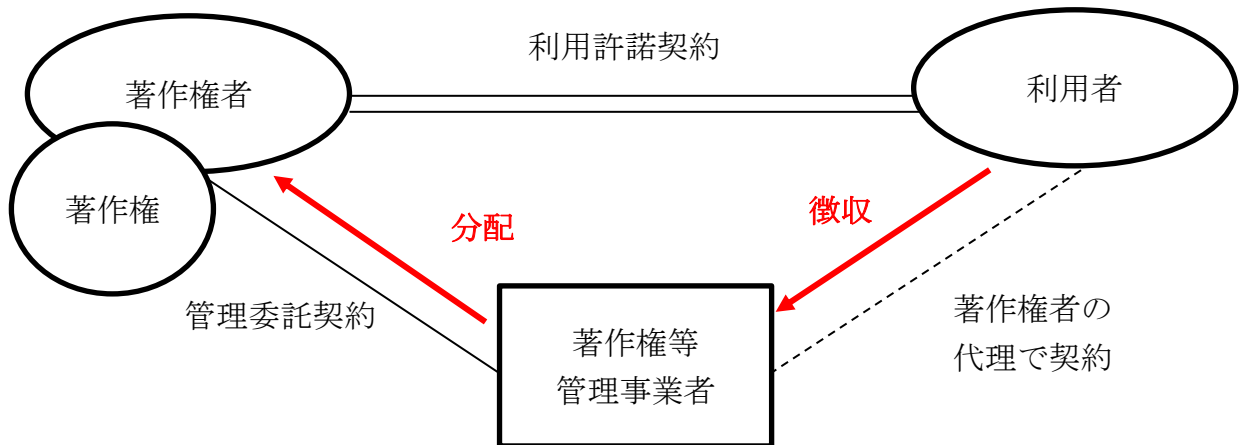 利用許諾契約
著作権者
利用者
著作権
分配
徴収
管理委託契約
著作権等
管理事業者
著作権者の
代理で契約